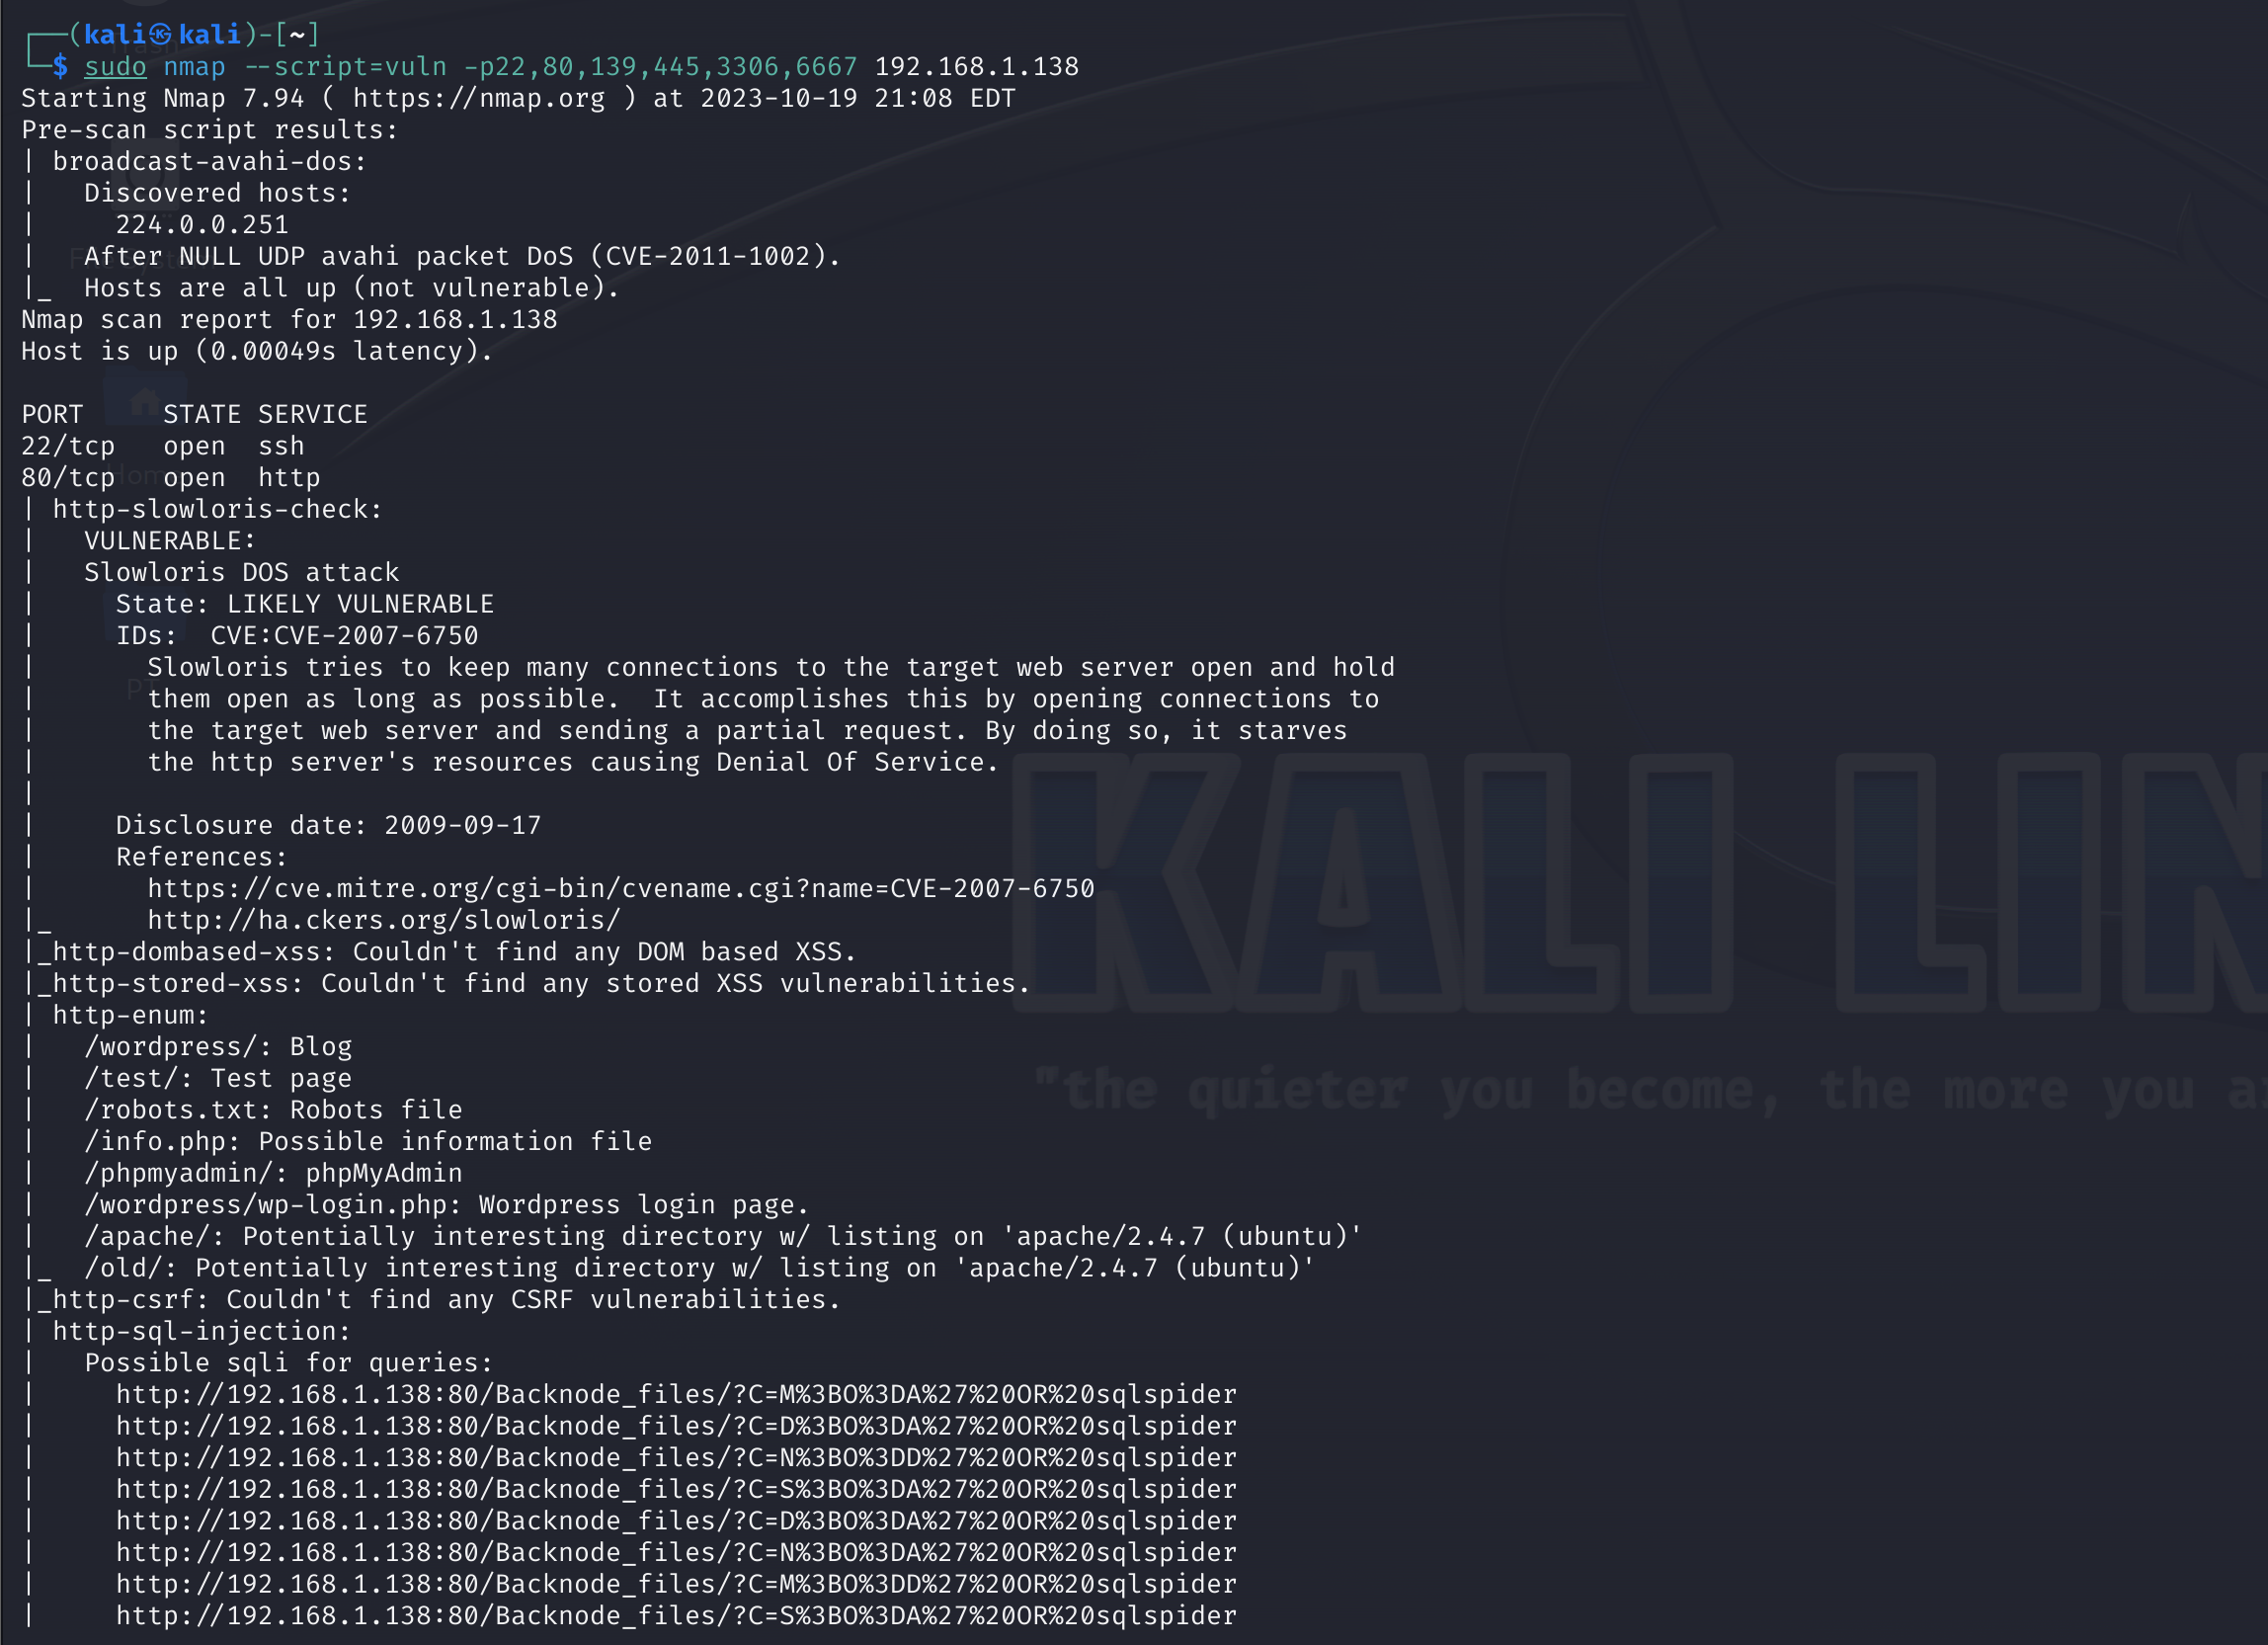 ┌──(kali㉿kali)-[~]
└─$ sudo nmap --script=vuln -p22,80,139,445,3306,6667 192.168.1.138
Starting Nmap 7.94 ( https://nmap.org ) at 2023-10-19 21:08 EDT
Pre-scan script results:
| broadcast-avahi-dos:
|   Discovered hosts:
|     224.0.0.251
|   After NULL UDP avahi packet DoS (CVE-2011-1002).
|_  Hosts are all up (not vulnerable).
Nmap scan report for 192.168.1.138
Host is up (0.00049s latency).

PORT     STATE SERVICE
22/tcp   open  ssh
80/tcp   open  http
| http-slowloris-check:
|   VULNERABLE:
|   Slowloris DOS attack
|     State: LIKELY VULNERABLE
|     IDs:  CVE:CVE-2007-6750
|       Slowloris tries to keep many connections to the target web server open and hold
|       them open as long as possible.  It accomplishes this by opening connections to
|       the target web server and sending a partial request. By doing so, it starves
|       the http server's resources causing Denial Of Service.
|
|     Disclosure date: 2009-09-17
|     References:
|       https://cve.mitre.org/cgi-bin/cvename.cgi?name=CVE-2007-6750
|_      http://ha.ckers.org/slowloris/
|_http-dombased-xss: Couldn't find any DOM based XSS.
|_http-stored-xss: Couldn't find any stored XSS vulnerabilities.
| http-enum:
|   /wordpress/: Blog
|   /test/: Test page
|   /robots.txt: Robots file
|   /info.php: Possible information file
|   /phpmyadmin/: phpMyAdmin
|   /wordpress/wp-login.php: Wordpress login page.
|   /apache/: Potentially interesting directory w/ listing on 'apache/2.4.7 (ubuntu)'
|_  /old/: Potentially interesting directory w/ listing on 'apache/2.4.7 (ubuntu)'
|_http-csrf: Couldn't find any CSRF vulnerabilities.
| http-sql-injection:
|   Possible sqli for queries:
|     http://192.168.1.138:80/Backnode_files/?C=M%3BO%3DA%27%20OR%20sqlspider
|     http://192.168.1.138:80/Backnode_files/?C=D%3BO%3DA%27%20OR%20sqlspider
|     http://192.168.1.138:80/Backnode_files/?C=N%3BO%3DD%27%20OR%20sqlspider
|     http://192.168.1.138:80/Backnode_files/?C=S%3BO%3DA%27%20OR%20sqlspider
|     http://192.168.1.138:80/Backnode_files/?C=D%3BO%3DA%27%20OR%20sqlspider
|     http://192.168.1.138:80/Backnode_files/?C=N%3BO%3DA%27%20OR%20sqlspider
|     http://192.168.1.138:80/Backnode_files/?C=M%3BO%3DD%27%20OR%20sqlspider
|     http://192.168.1.138:80/Backnode_files/?C=S%3BO%3DA%27%20OR%20sqlspider
Trash
File System
Home
KALI LIN
"the quieter you become, the more you a